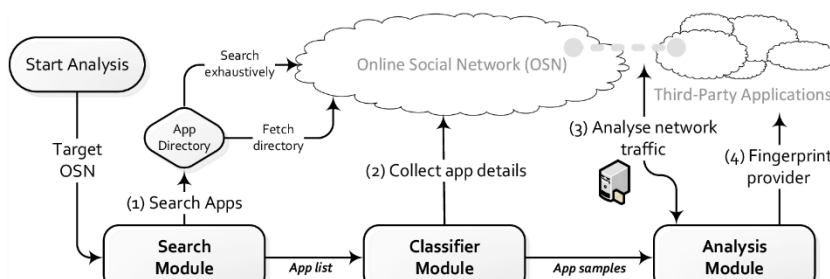 Start Analysis
Target
OSN
Search
exhaustively
App
Directory
Fetch
directory
(1) Search Apps
Online Social Network (OSN)
(2) Collect app details
Third-Party Applications
(3) Analyse network
traffic
(4) Fingerprint
provider
Search
Module
App list
Classifier
Module
App samples
Analysis
Module